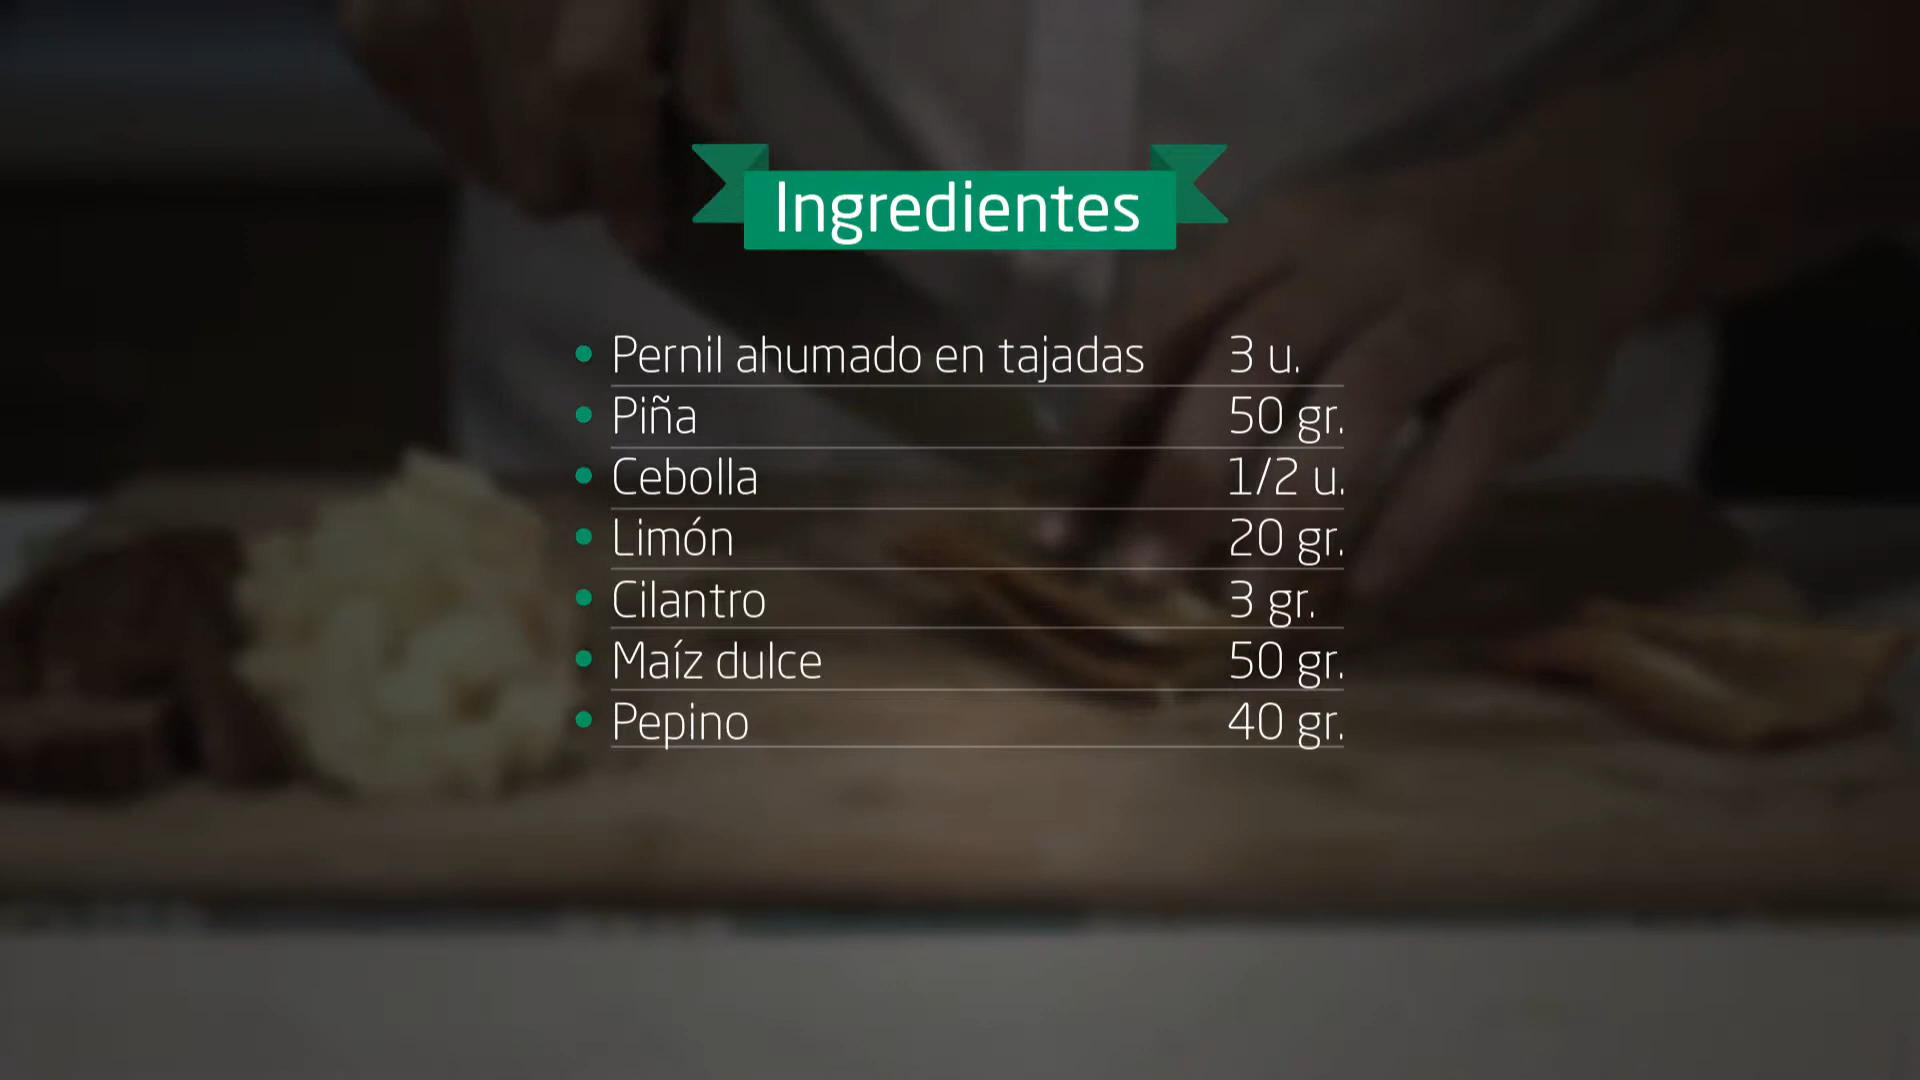 Ingredientes
Pernil ahumado en tajadas 3 u.
Piña 50 gr.
Cebolla 1/2 u.
Limón 20 gr.
Cilantro 3 gr.
Maíz dulce 50 gr.
Pepino 40 gr.